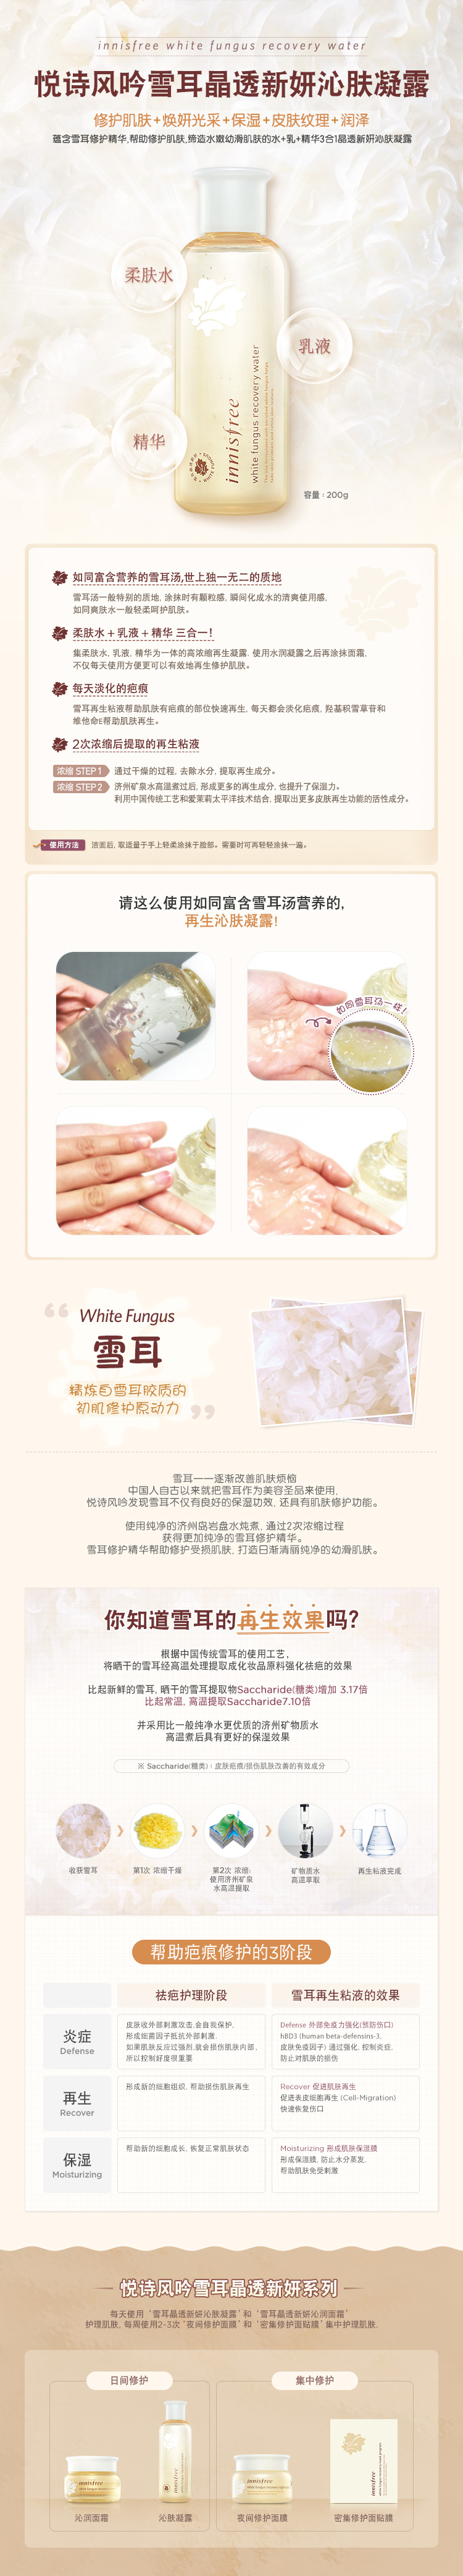 innisfree white fungus recovery water
悦诗风吟雪耳晶透新妍沁肤凝露
修护肌肤+焕妍光采+保湿+皮肤纹理+润泽
蕴含雪耳修护精华,帮助修护肌肤,缔造水嫩幼滑肌肤的水+乳+精华3合1晶透新妍沁肤凝露
柔肤水
乳液
精华
innisfree
white fungus recovery water
容量 : 200g
如同富含营养的雪耳汤,世上独一无二的质地
雪耳汤一般特别的质地, 涂抹时有颗粒感, 瞬间化成水的清爽使用感,
如同爽肤水一般轻柔呵护肌肤。
柔肤水 + 乳液 + 精华 三合一!
集柔肤水, 乳液, 精华为一体的高浓缩再生凝露. 使用水润凝露之后再涂抹面霜,
不仅每天使用方便更可以有效地再生修护肌肤。
每天淡化的疤痕
雪耳再生粘液帮助肌肤有疤痕的部位快速再生, 每天都会淡化疤痕, 羟基积雪草苷和
维他命E帮助肌肤再生。
2次浓缩后提取的再生粘液
浓缩 STEP 1 通过干燥的过程, 去除水分, 提取再生成分。
浓缩 STEP 2 济州矿泉水高温煮过后, 形成更多的再生成分, 也提升了保湿力。
利用中国传统工艺和爱茉莉太平洋技术结合, 提取出更多皮肤再生功能的活性成分。
使用方法 洁面后, 取适量于手上轻柔涂抹于脸部。需要时可再轻轻涂抹一遍。
请这么使用如同富含雪耳汤营养的,
再生沁肤凝露!
如同雪耳汤一样!
White Fungus
雪耳
精炼自雪耳胶质的
初肌修护原动力
雪耳——逐渐改善肌肤烦恼
中国人自古以来就把雪耳作为美容圣品来使用,
悦诗风吟发现雪耳不仅有良好的保湿功效, 还具有肌肤修护功能。
使用纯净的济州岛岩盘水炖煮, 通过2次浓缩过程
获得更加纯净的雪耳修护精华。
雪耳修护精华帮助修护受损肌肤, 打造日渐清丽纯净的幼滑肌肤。
你知道雪耳的再生效果吗?
根据中国传统雪耳的使用工艺,
将晒干的雪耳经高温处理提取成化妆品原料强化祛疤的效果
比起新鲜的雪耳, 晒干的雪耳提取物Saccharide(糖类)增加 3.17倍
比起常温, 高温提取Saccharide7.10倍
并采用比一般纯净水更优质的济州矿物质水
高温煮后具有更好的保湿效果
※ Saccharide(糖类) : 皮肤疤痕/损伤肌肤改善的有效成分
收获雪耳
第1次 浓缩干燥
第2次 浓缩:
使用济州矿泉
水高温提取
矿物质水
高温萃取
再生粘液完成
帮助疤痕修护的3阶段
祛疤护理阶段
雪耳再生粘液的效果
炎症
Defense
皮肤收外部刺激攻击,会自我保护,
形成细菌因子抵抗外部刺激.
如果肌肤反应过强烈,就会损伤肌肤内部,
所以控制好度很重要
Defense 外部免疫力强化(预防伤口)
hBD3 (human beta-defensins-3,
皮肤免疫因子) 通过强化, 控制炎症,
防止对肌肤的损伤
再生
Recover
形成新的细胞组织, 帮助损伤肌肤再生
Recover 促进肌肤再生
促进表皮细胞再生 (Cell-Migration)
快速恢复伤口
保湿
Moisturizing
帮助新的细胞成长, 恢复正常肌肤状态
Moisturizing 形成肌肤保湿膜
形成保湿膜, 防止水分蒸发,
帮助肌肤免受刺激
悦诗风吟雪耳晶透新妍系列
每天使用 ‘雪耳晶透新妍沁肤凝露’ 和 ‘雪耳晶透新妍沁润面霜’
护理肌肤, 每周使用2-3次 ‘夜间修护面膜’ 和 ‘密集修护面贴膜’ 集中护理肌肤.
日间修护
集中修护
innisfree
innisfree
innisfree
innisfree
沁润面霜
沁肤凝露
夜间修护面膜
密集修护面贴膜